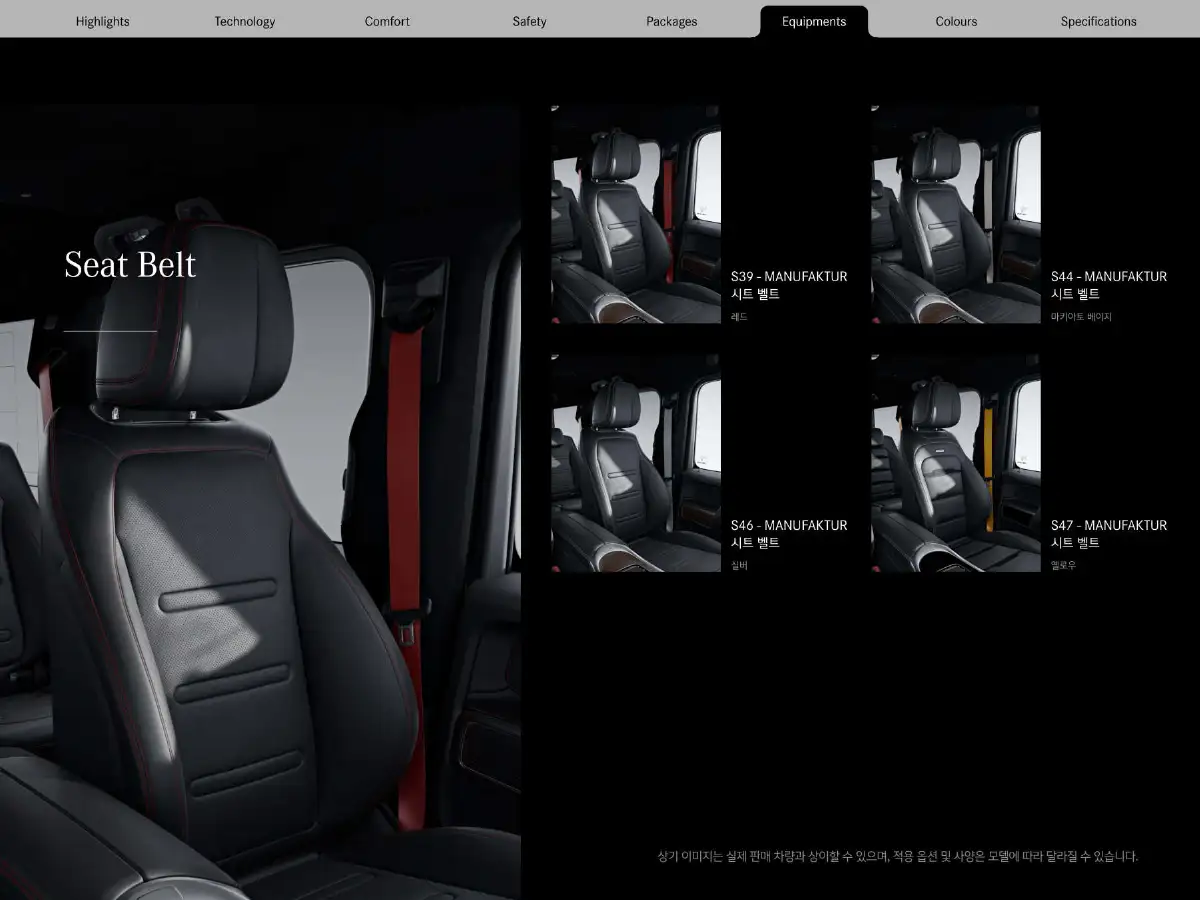 Highlights
Technology
Comfort
Safety
Packages
Equipments
Colours
Specifications
Seat Belt
S39 - MANUFAKTUR
시트 벨트
레드
S44 - MANUFAKTUR
시트 벨트
마키아토 베이지
S46 - MANUFAKTUR
시트 벨트
실버
S47 - MANUFAKTUR
시트 벨트
옐로우
상기 이미지는 실제 판매 차량과 상이할 수 있으며, 적용 옵션 및 사양은 모델에 따라 달라질 수 있습니다.